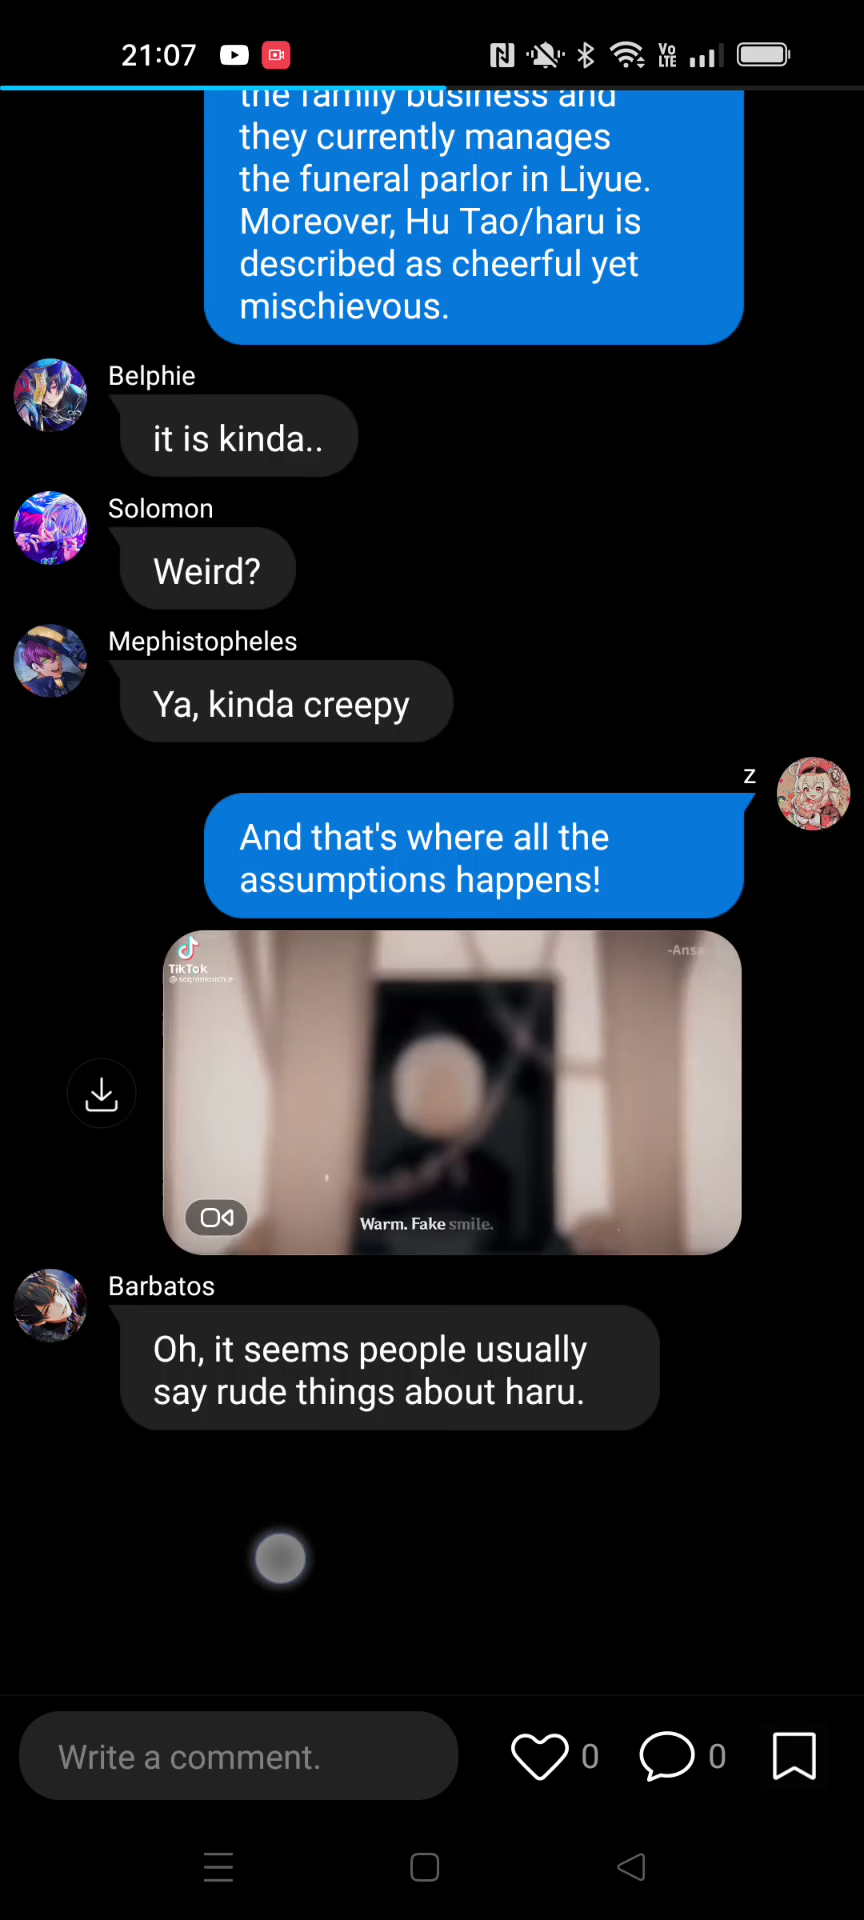 21:07
Vo
LTE
the family business and
they currently manages
the funeral parlor in Liyue.
Moreover, Hu Tao/haru is
described as cheerful yet
mischievous.
Belphie
it is kinda..
Solomon
Weird?
Mephistopheles
Ya, kinda creepy
z
And that's where all the
assumptions happens!
TikTok
-Ans
Warm. Fake smile.
Barbatos
Oh, it seems people usually
say rude things about haru.
Write a comment.
0
0